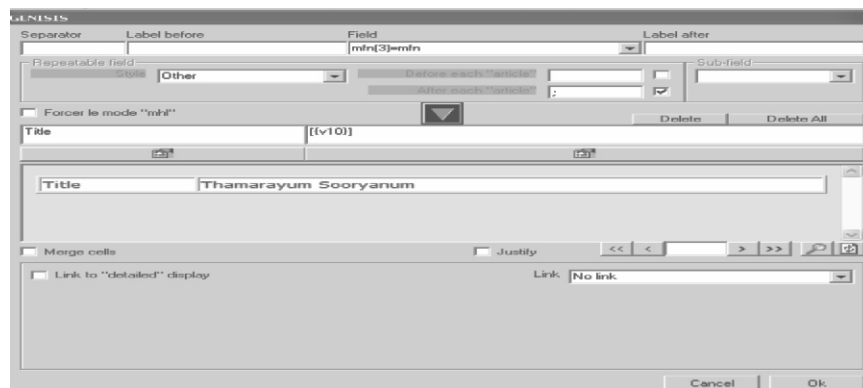 GENISIS
Separator Label before Field Label after
mfn(3)=mfn
Repeatable field Sub-field
Style Other Before each "article"
After each "article" ;
Forcer le mode "mhl"
Delete Delete All
Title [{v10}]
Title Thamarayum Sooryanum
Merge cells Justify << < > >>
Link to "detailed" display Link No link
Cancel Ok